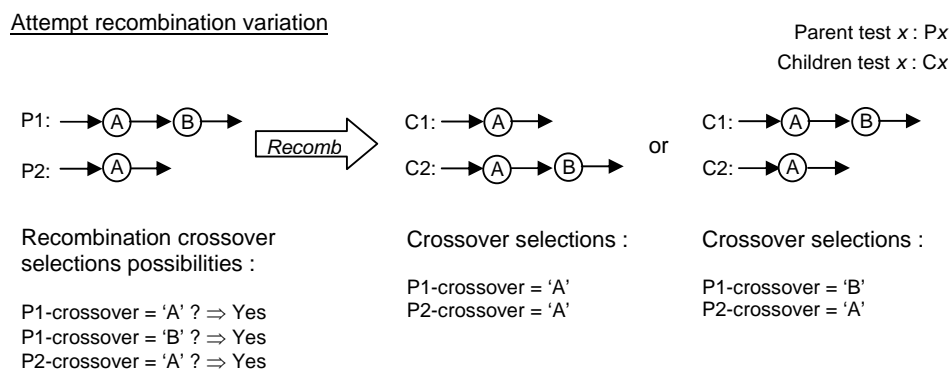 Attempt recombination variation
Parent test x : Px
Children test x : Cx
P1: A B
P2: A
Recomb
C1: A
C2: A B
or
C1: A B
C2: A
Recombination crossover
selections possibilities :
P1-crossover = ‘A’ ? ⇒ Yes
P1-crossover = ‘B’ ? ⇒ Yes
P2-crossover = ‘A’ ? ⇒ Yes
Crossover selections :
P1-crossover = ‘A’
P2-crossover = ‘A’
Crossover selections :
P1-crossover = ‘B’
P2-crossover = ‘A’